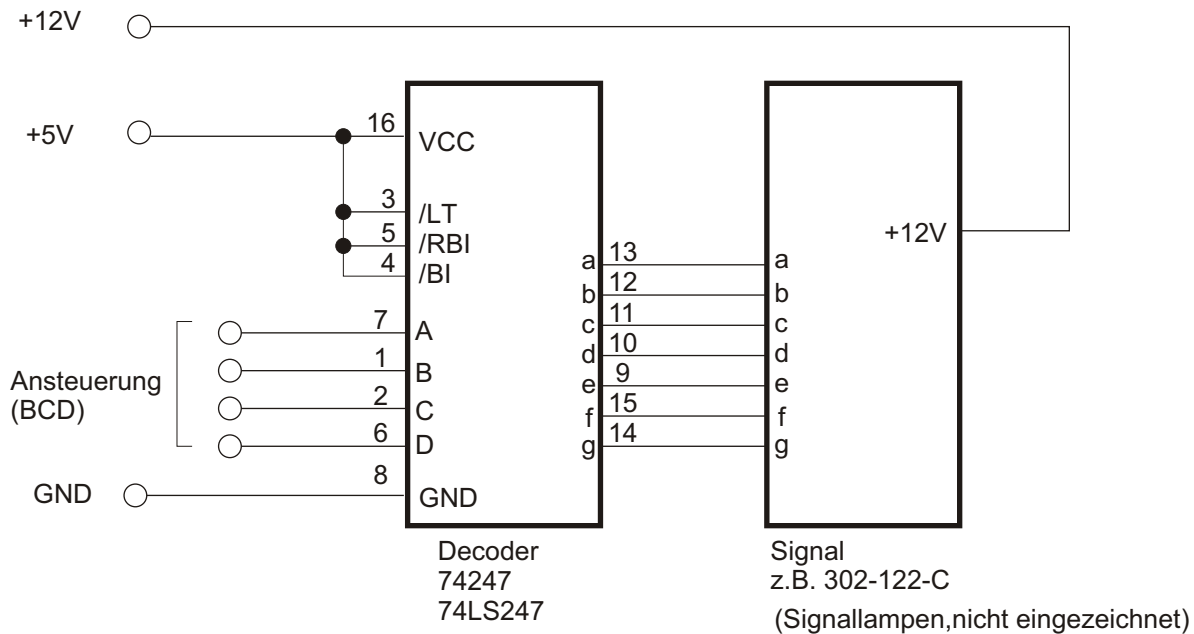 +12V
+5V
16
VCC
3
/LT
5
/RBI
4
/BI
7
A
1
B
2
C
6
D
8
GND
Ansteuerung
(BCD)
GND
a 13
b 12
c 11
d 10
e 9
f 15
g 14
+12V
a
b
c
d
e
f
g
Decoder
74247
74LS247
Signal
z.B. 302-122-C
(Signallampen,nicht eingezeichnet)